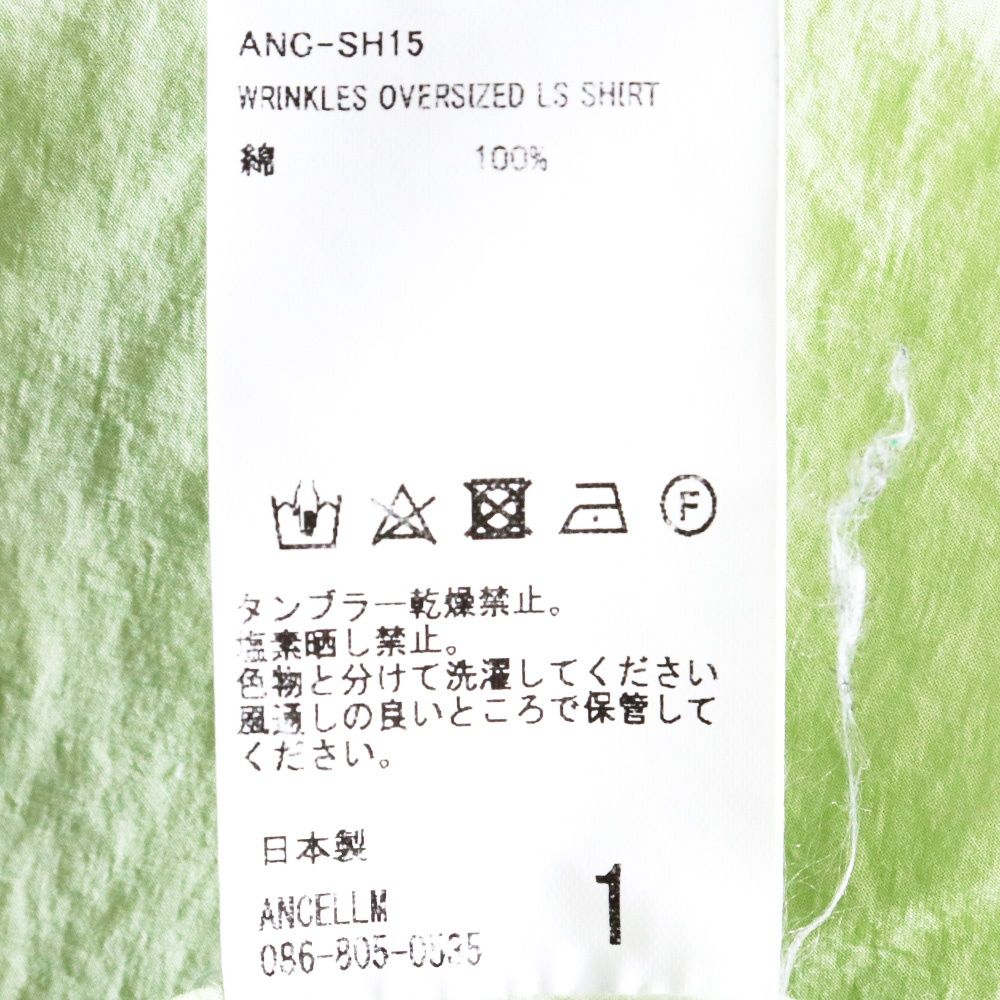 ANC-SH15
WRINKLES OVERSIZED LS SHIRT
綿 100%
F
タンブラー乾燥禁止。
塩素晒し禁止。
色物と分けて洗濯してください
風通しの良いところで保管して
ください。
日本製
ANCELLM
086-805-0535
1